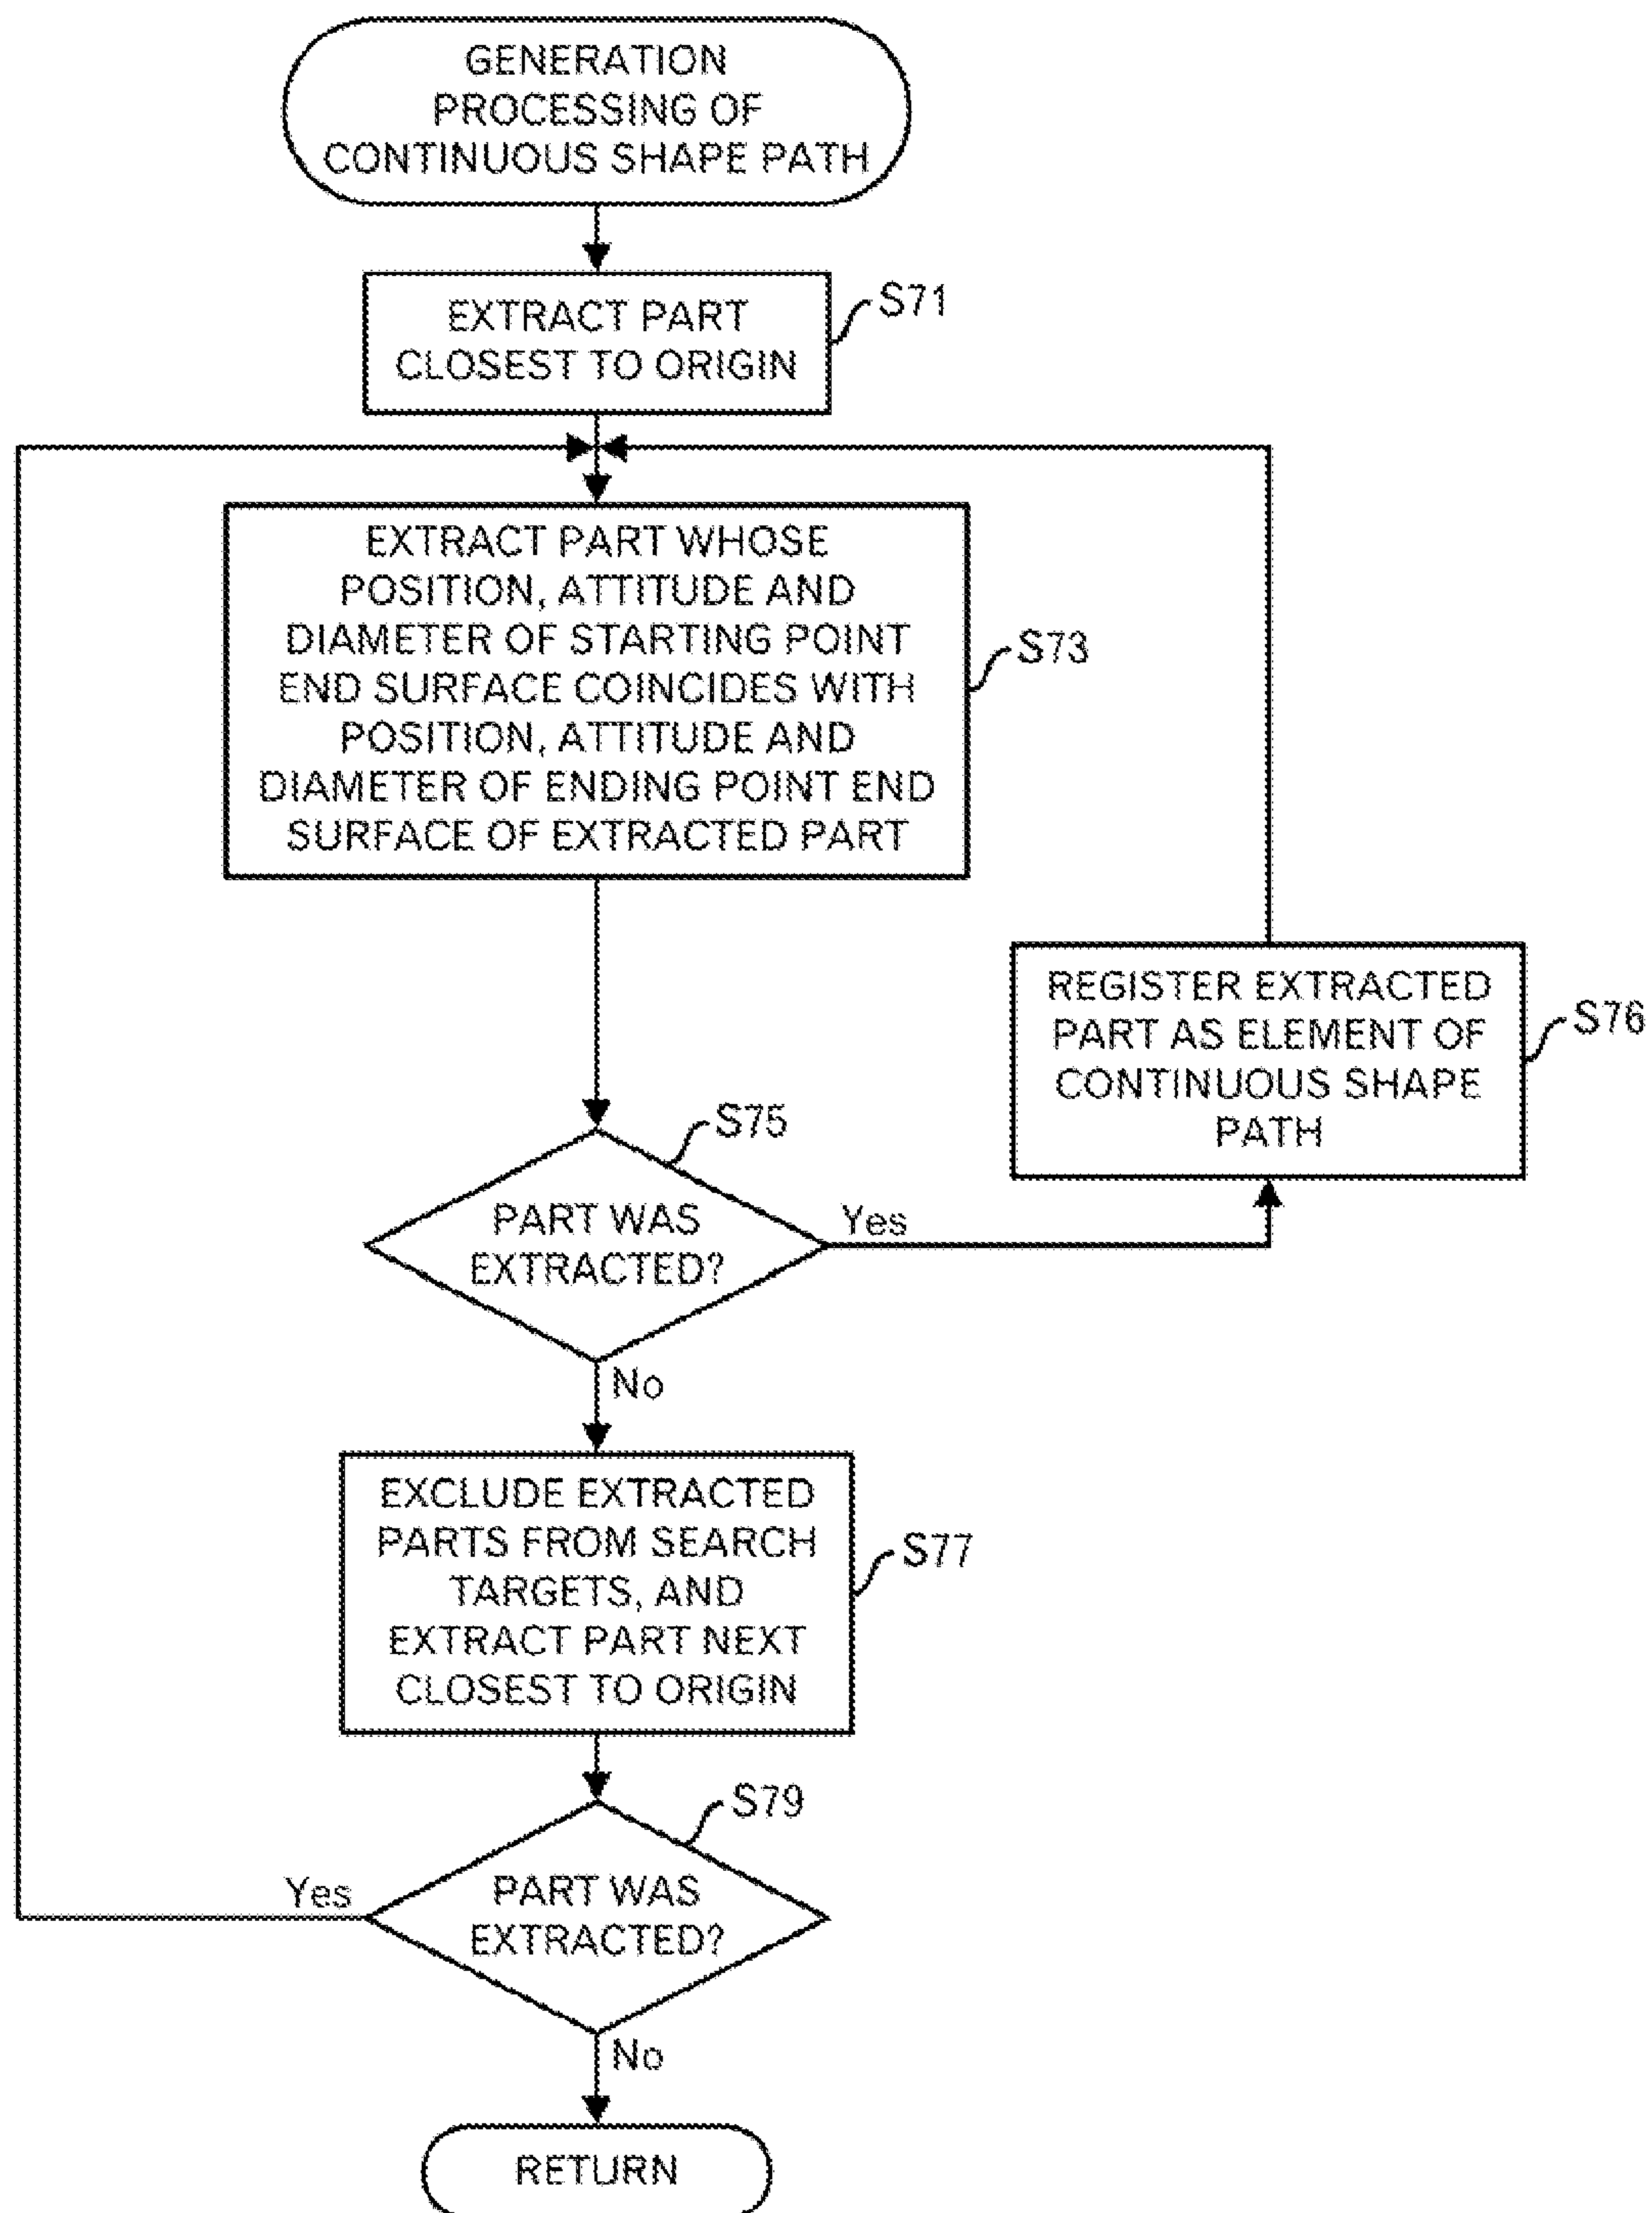 GENERATION
PROCESSING OF
CONTINUOUS SHAPE PATH
EXTRACT PART
CLOSEST TO ORIGIN
S71
EXTRACT PART WHOSE
POSITION, ATTITUDE AND
DIAMETER OF STARTING POINT
END SURFACE COINCIDES WITH
POSITION, ATTITUDE AND
DIAMETER OF ENDING POINT END
SURFACE OF EXTRACTED PART
S73
REGISTER EXTRACTED
PART AS ELEMENT OF
CONTINUOUS SHAPE
PATH
S76
S75
PART WAS
EXTRACTED?
Yes
No
EXCLUDE EXTRACTED
PARTS FROM SEARCH
TARGETS, AND
EXTRACT PART NEXT
CLOSEST TO ORIGIN
S77
S79
PART WAS
EXTRACTED?
Yes
No
RETURN